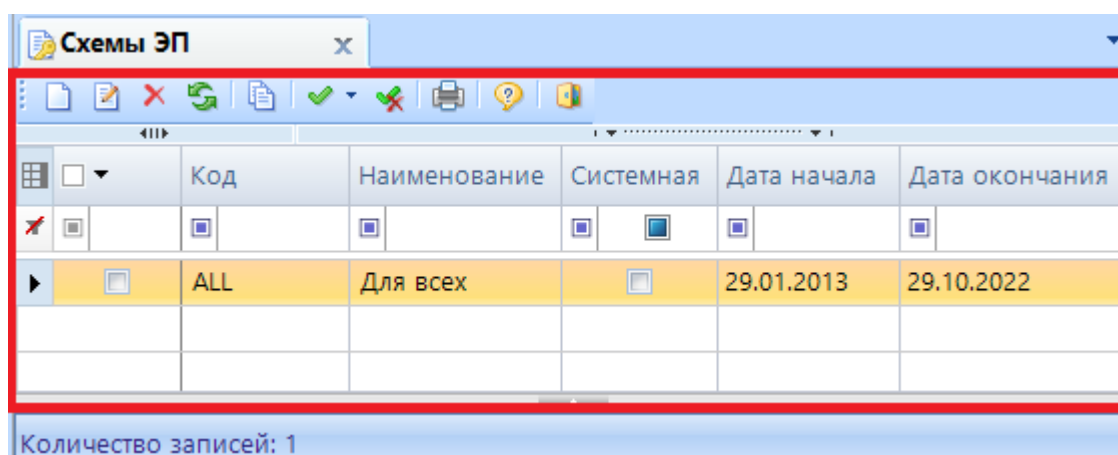 Схемы ЭП
Код Наименование Системная Дата начала Дата окончания
ALL Для всех 29.01.2013 29.10.2022
Количество записей: 1